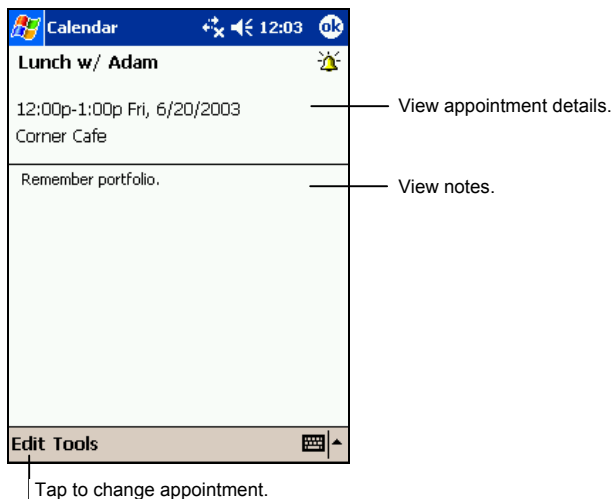 Calendar 12:03 ok
Lunch w/ Adam
12:00p-1:00p Fri, 6/20/2003
View appointment details.
Corner Cafe
Remember portfolio.
View notes.
Edit Tools
Tap to change appointment.